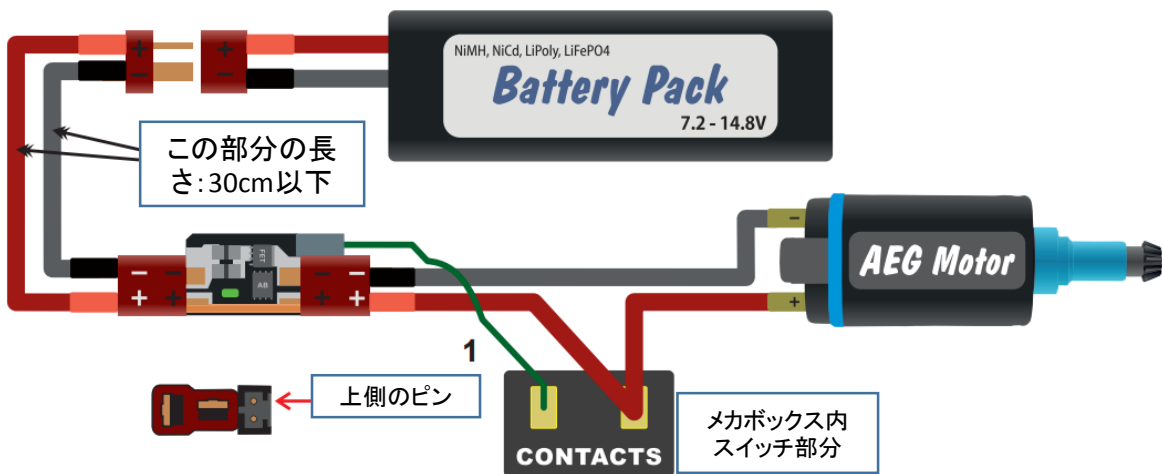 NiMH, NiCd, LiPoly, LiFePO4
Battery Pack
7.2 - 14.8V
+
−
+
−
この部分の長
さ：30cm以下
−
+
−
+
−
+
−
+
FET
AB
−
+
AEG Motor
1
上側のピン
CONTACTS
メカボックス内
スイッチ部分